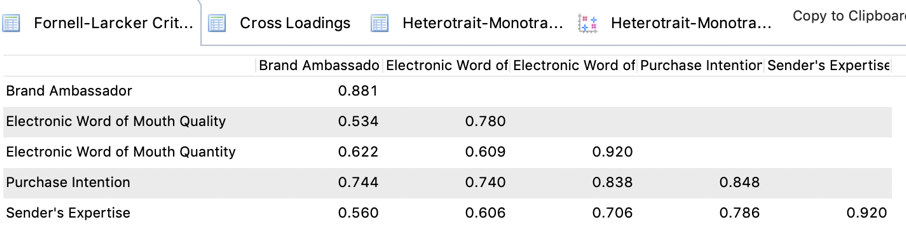 Fornell-Larcker Crit... Cross Loadings Heterotrait-Monotra... Heterotrait-Monotra... Copy to Clipboar
Brand Ambassado Electronic Word of Electronic Word of Purchase Intention Sender's Expertise
Brand Ambassador 0.881
Electronic Word of Mouth Quality 0.534 0.780
Electronic Word of Mouth Quantity 0.622 0.609 0.920
Purchase Intention 0.744 0.740 0.838 0.848
Sender's Expertise 0.560 0.606 0.706 0.786 0.920